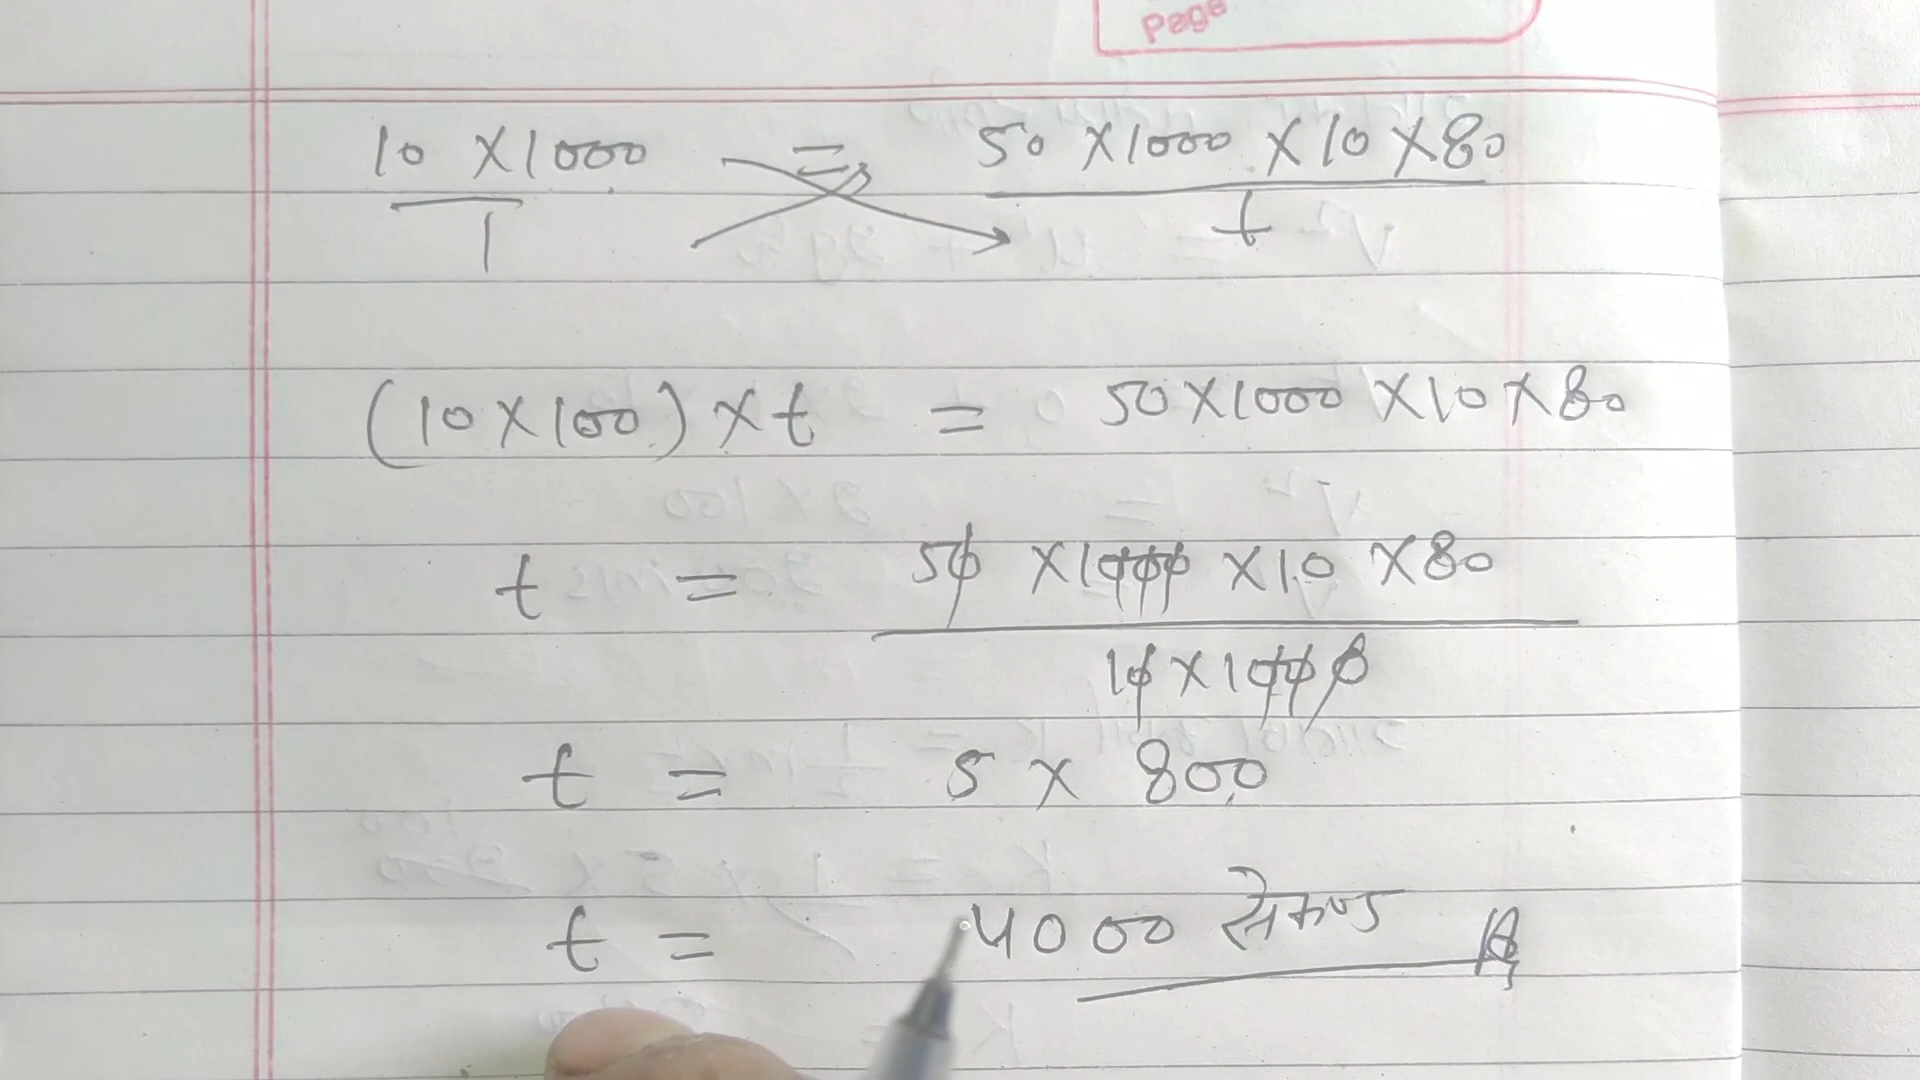 Page
10 × 1000 / 1 = 50 × 1000 × 10 × 80 / t
(10 × 100) × t = 50 × 1000 × 10 × 80
t = 50 × 1000 × 10 × 80 / 10 × 1000
t = 5 × 800
t = 4000 सेकण्ड